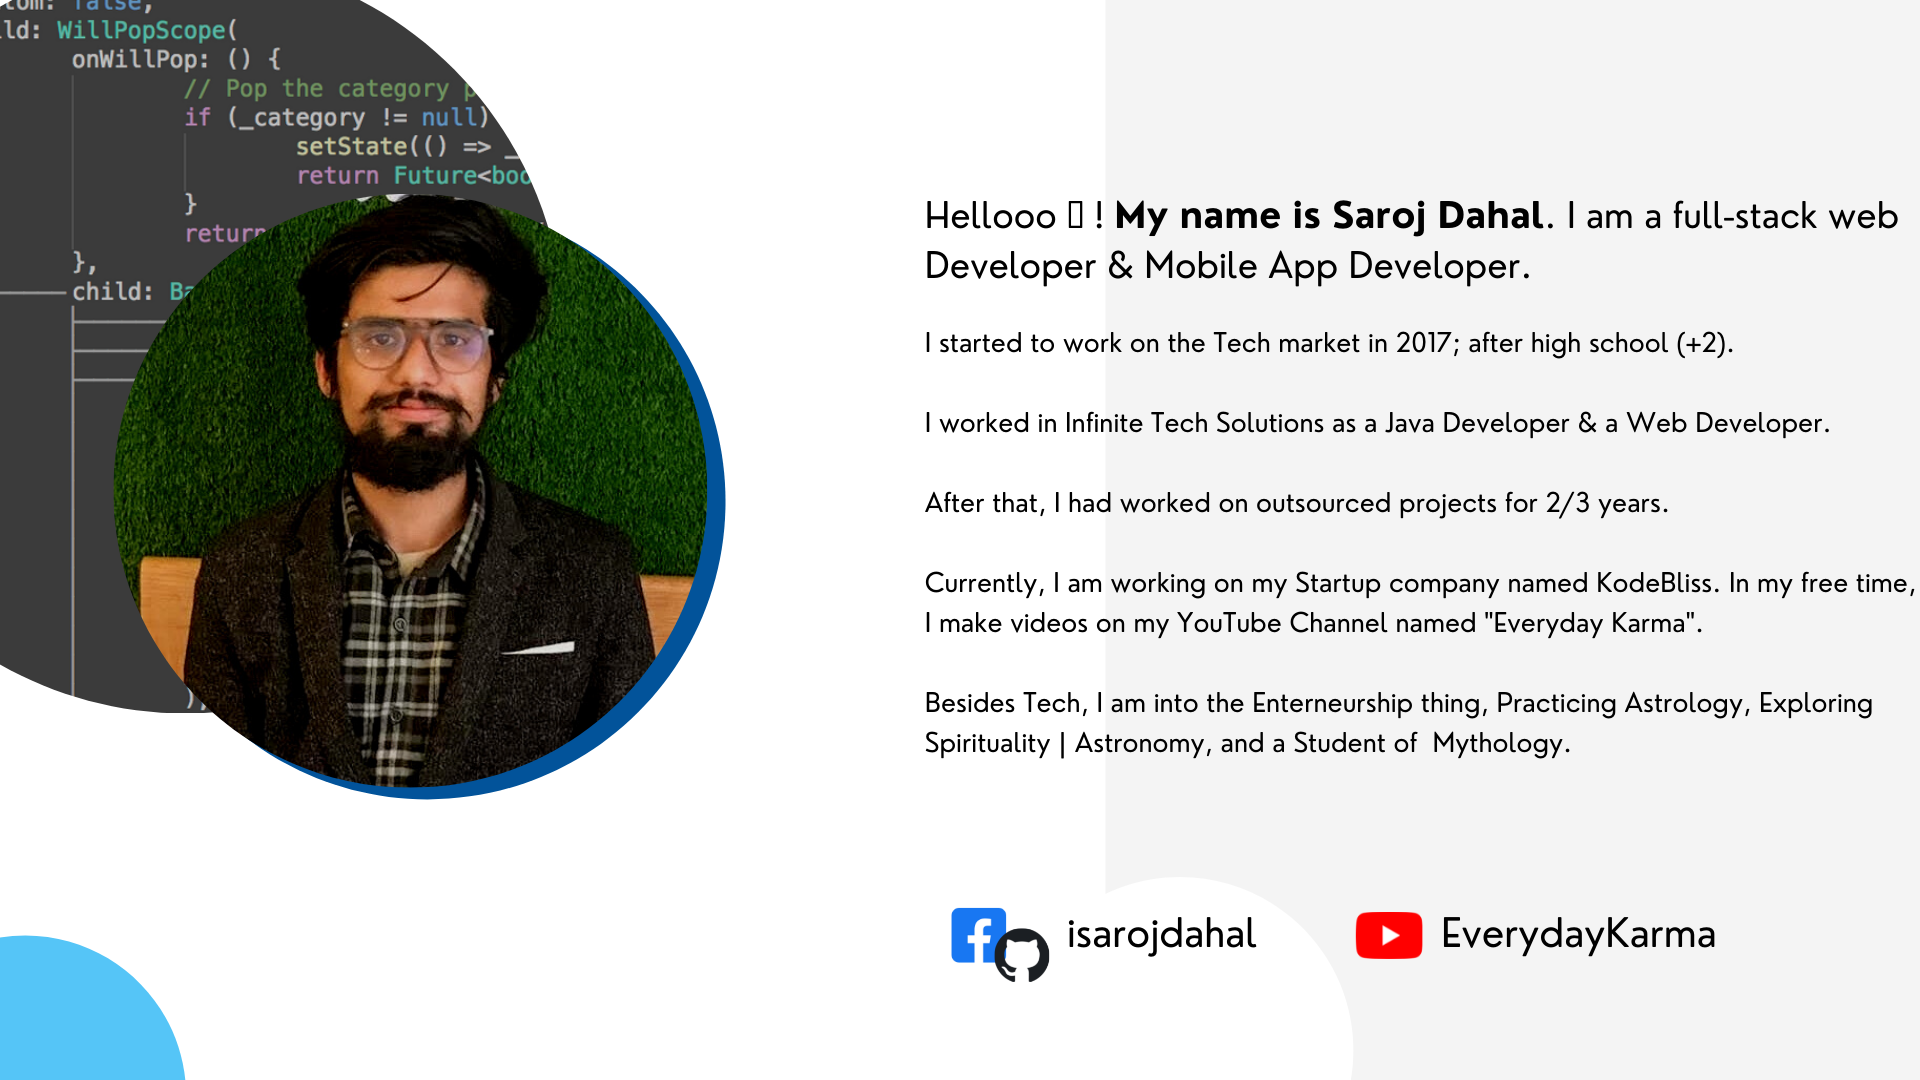 false,
ld: WillPopScope(
onWillPop: () {
// Pop the category
if (_category != null)
setState(() => _
return Future<boo
}
return
},
child: Ba
Hellooo ! My name is Saroj Dahal. I am a full-stack web
Developer & Mobile App Developer.
I started to work on the Tech market in 2017; after high school (+2).
I worked in Infinite Tech Solutions as a Java Developer & a Web Developer.
After that, I had worked on outsourced projects for 2/3 years.
Currently, I am working on my Startup company named KodeBliss. In my free time,
I make videos on my YouTube Channel named "Everyday Karma".
Besides Tech, I am into the Enterneurship thing, Practicing Astrology, Exploring
Spirituality | Astronomy, and a Student of Mythology.
isarojdahal
EverydayKarma